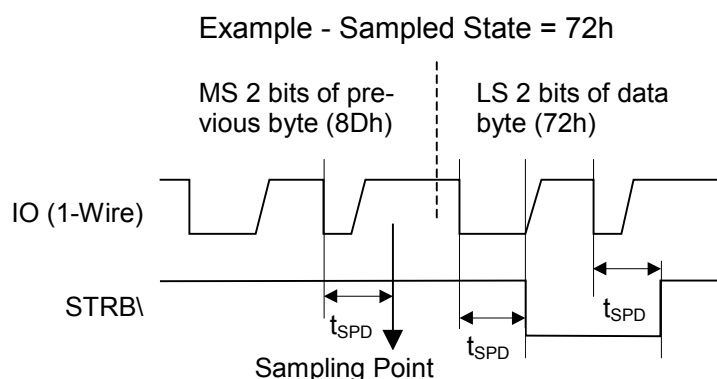 Example - Sampled State = 72h
MS 2 bits of pre-
vious byte (8Dh)
LS 2 bits of data
byte (72h)
IO (1-Wire)
STRB\
tSPD
tSPD
tSPD
Sampling Point